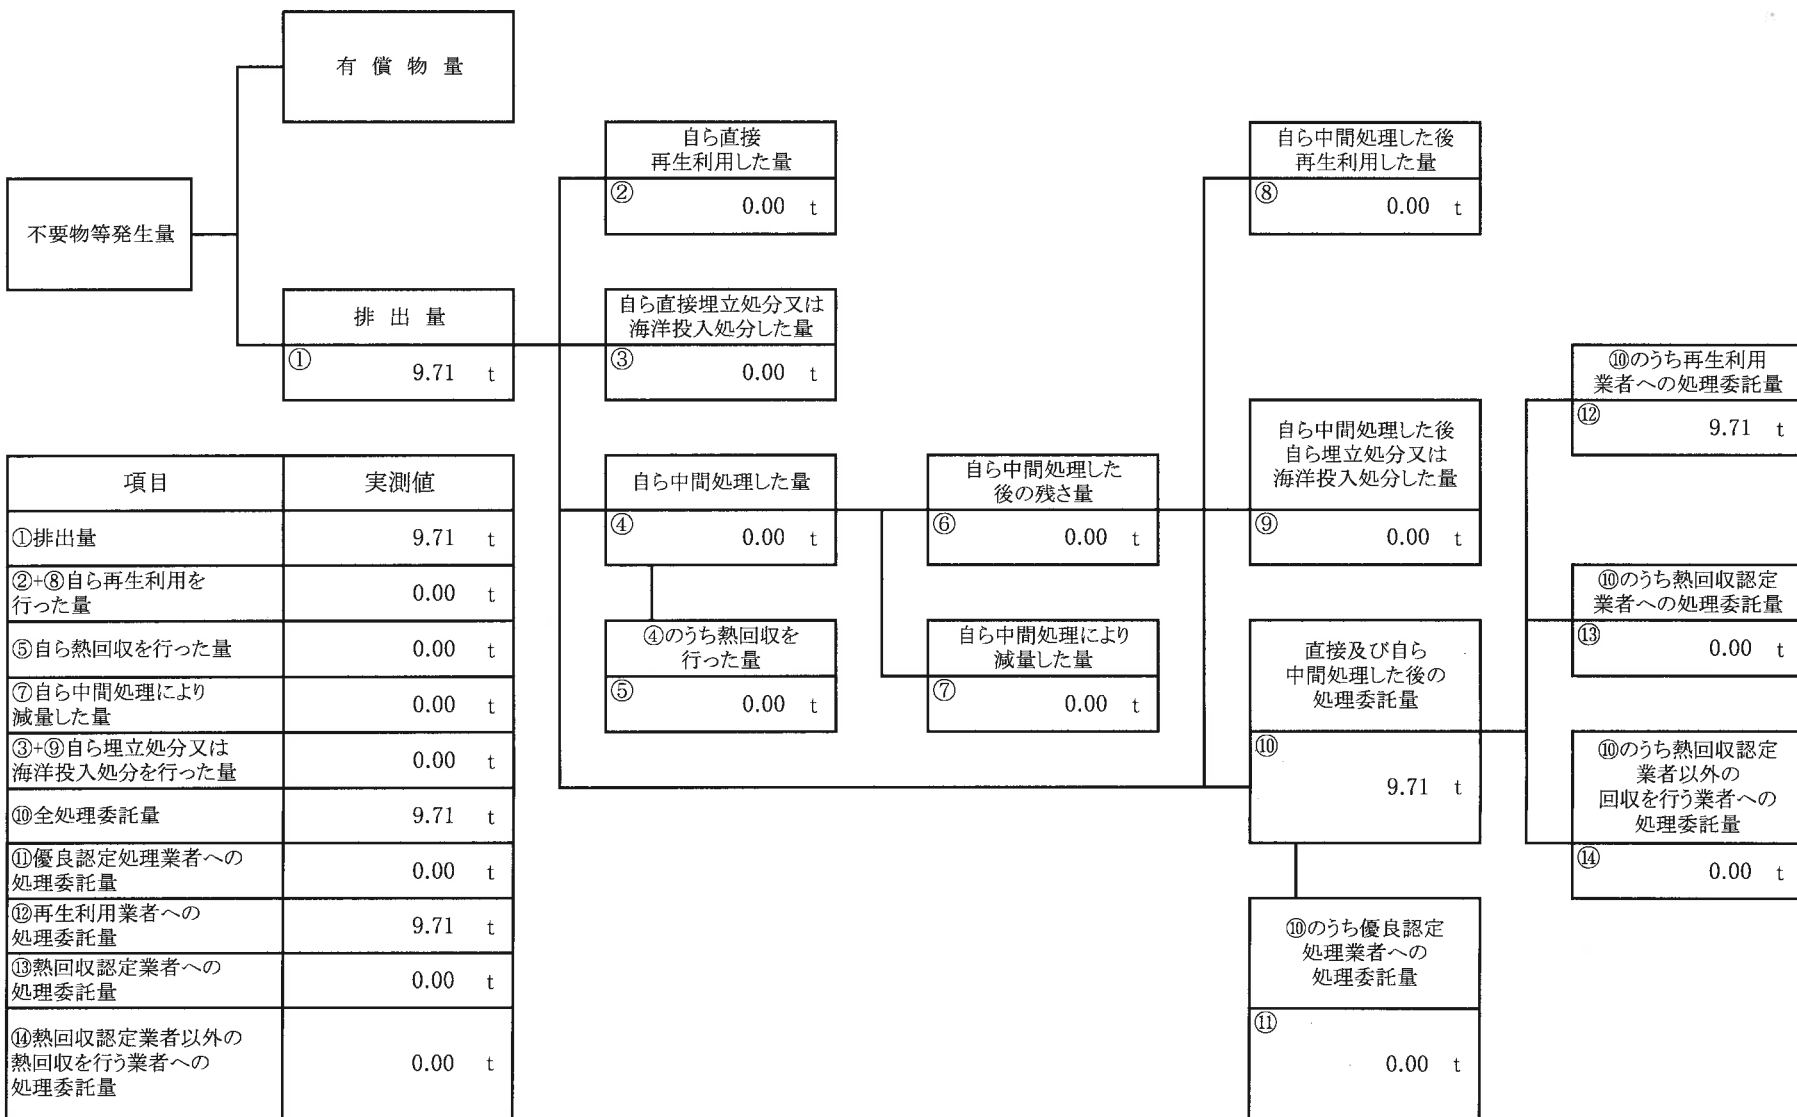 有償物量
不要物等発生量
排出量
①
9.71 t
自ら直接
再生利用した量
②
0.00 t
自ら直接埋立処分又は
海洋投入処分した量
③
0.00 t
自ら中間処理した量
④
0.00 t
④のうち熱回収を
行った量
⑤
0.00 t
自ら中間処理した
後の残さ量
⑥
0.00 t
自ら中間処理により
減量した量
⑦
0.00 t
自ら中間処理した後
再生利用した量
⑧
0.00 t
自ら中間処理した後
自ら埋立処分又は
海洋投入処分した量
⑨
0.00 t
直接及び自ら
中間処理した後の
処理委託量
⑩
9.71 t
⑩のうち優良認定
処理業者への
処理委託量
⑪
0.00 t
⑩のうち再生利用
業者への処理委託量
⑫
9.71 t
⑩のうち熱回収認定
業者への処理委託量
⑬
0.00 t
⑩のうち熱回収認定
業者以外の
回収を行う業者への
処理委託量
⑭
0.00 t
項目 実測値
①排出量 9.71 t
②+⑧自ら再生利用を
行った量 0.00 t
⑤自ら熱回収を行った量 0.00 t
⑦自ら中間処理により
減量した量 0.00 t
③+⑨自ら埋立処分又は
海洋投入処分を行った量 0.00 t
⑩全処理委託量 9.71 t
⑪優良認定処理業者への
処理委託量 0.00 t
⑫再生利用業者への
処理委託量 9.71 t
⑬熱回収認定業者への
処理委託量 0.00 t
⑭熱回収認定業者以外の
熱回収を行う業者への
処理委託量 0.00 t